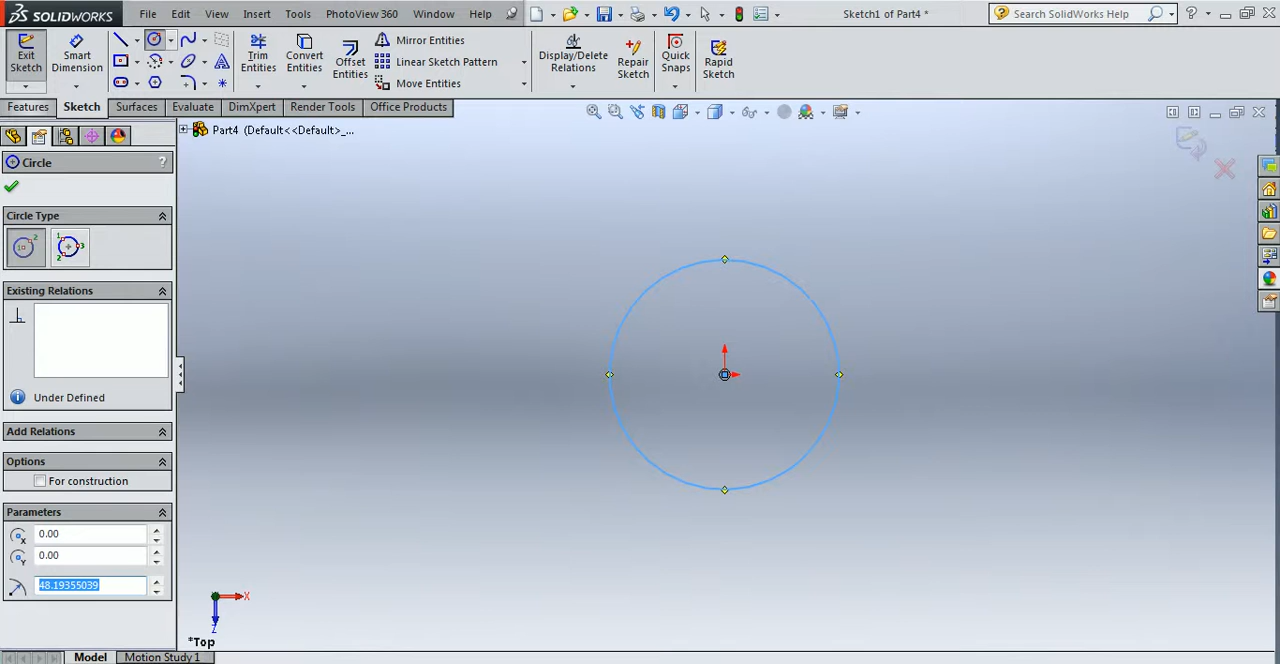 SOLIDWORKS File Edit View Insert Tools PhotoView 360 Window Help Sketch1 of Part4 * Search SolidWorks Help
Exit Sketch
Smart Dimension
Trim Entities
Convert Entities
Offset Entities
Mirror Entities
Linear Sketch Pattern
Move Entities
Display/Delete Relations
Repair Sketch
Quick Snaps
Rapid Sketch
Features Sketch Surfaces Evaluate DimXpert Render Tools Office Products
Part4 (Default<<Default>_...
Circle ?
Circle Type
Existing Relations
Under Defined
Add Relations
Options
For construction
Parameters
0.00
0.00
48.19355039
X
Z
*Top
Model Motion Study 1